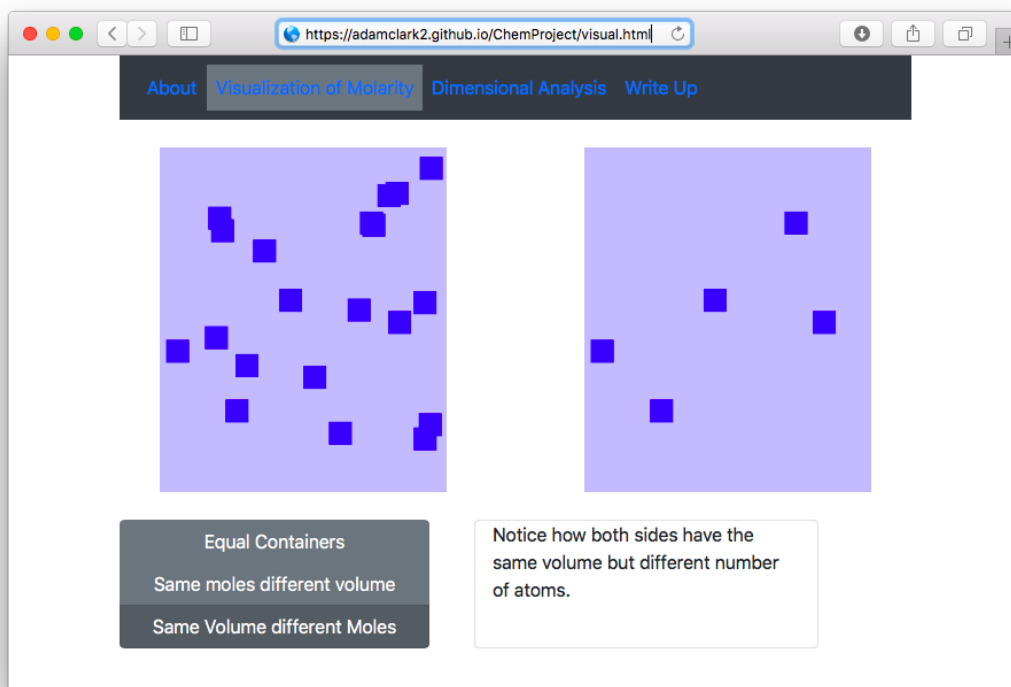 https://adamclark2.github.io/ChemProject/visual.html
About Visualization of Molarity Dimensional Analysis Write Up
Equal Containers
Same moles different volume
Same Volume different Moles
Notice how both sides have the
same volume but different number
of atoms.